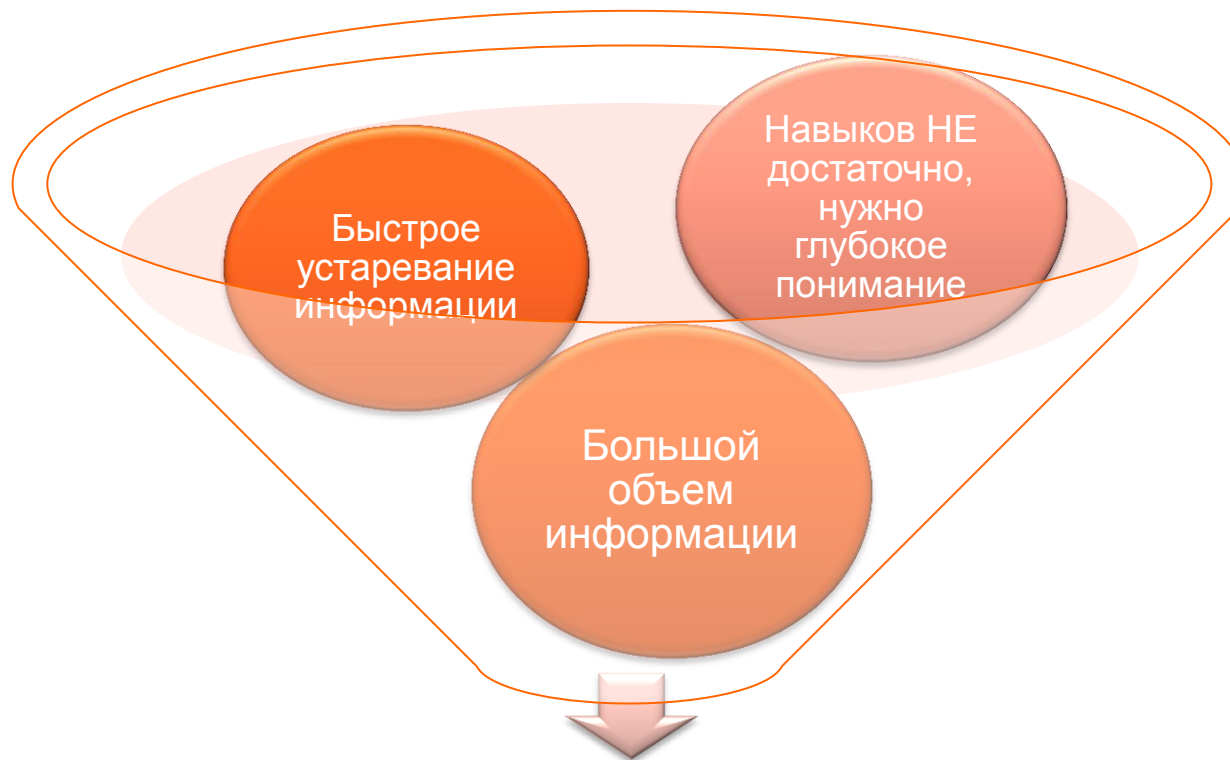 Быстрое
устаревание
информации
Навыков НЕ
достаточно,
нужно
глубокое
понимание
Большой
объем
информации